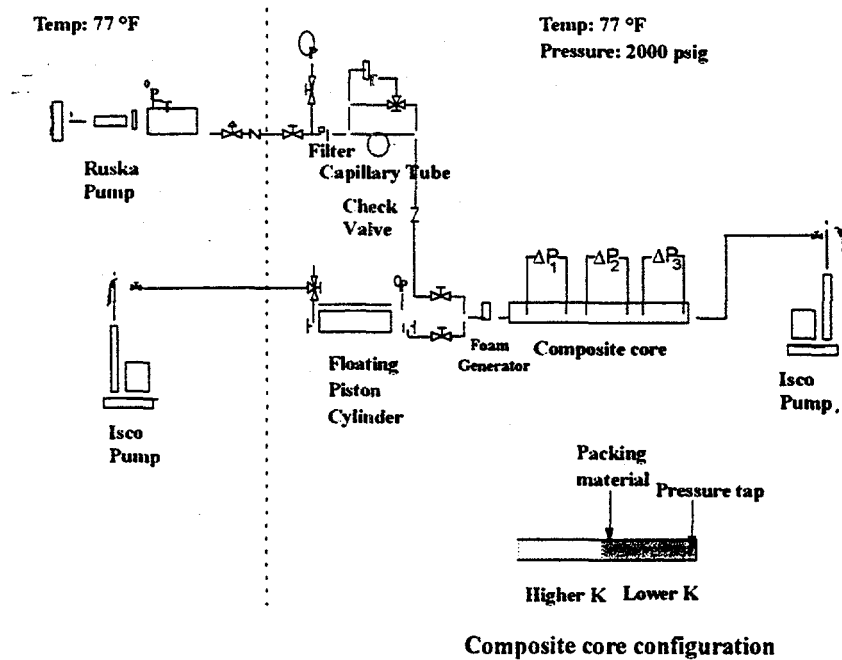 Temp: 77 °F
Temp: 77 °F
Pressure: 2000 psig
P
P
Ruska
Pump
Filter
Capillary Tube
Check
Valve
P
ΔP1
ΔP2
ΔP3
Foam
Generator
Composite core
Floating
Piston
Cylinder
Isco
Pump
Isco
Pump
Packing
material
Pressure tap
Higher K
Lower K
Composite core configuration